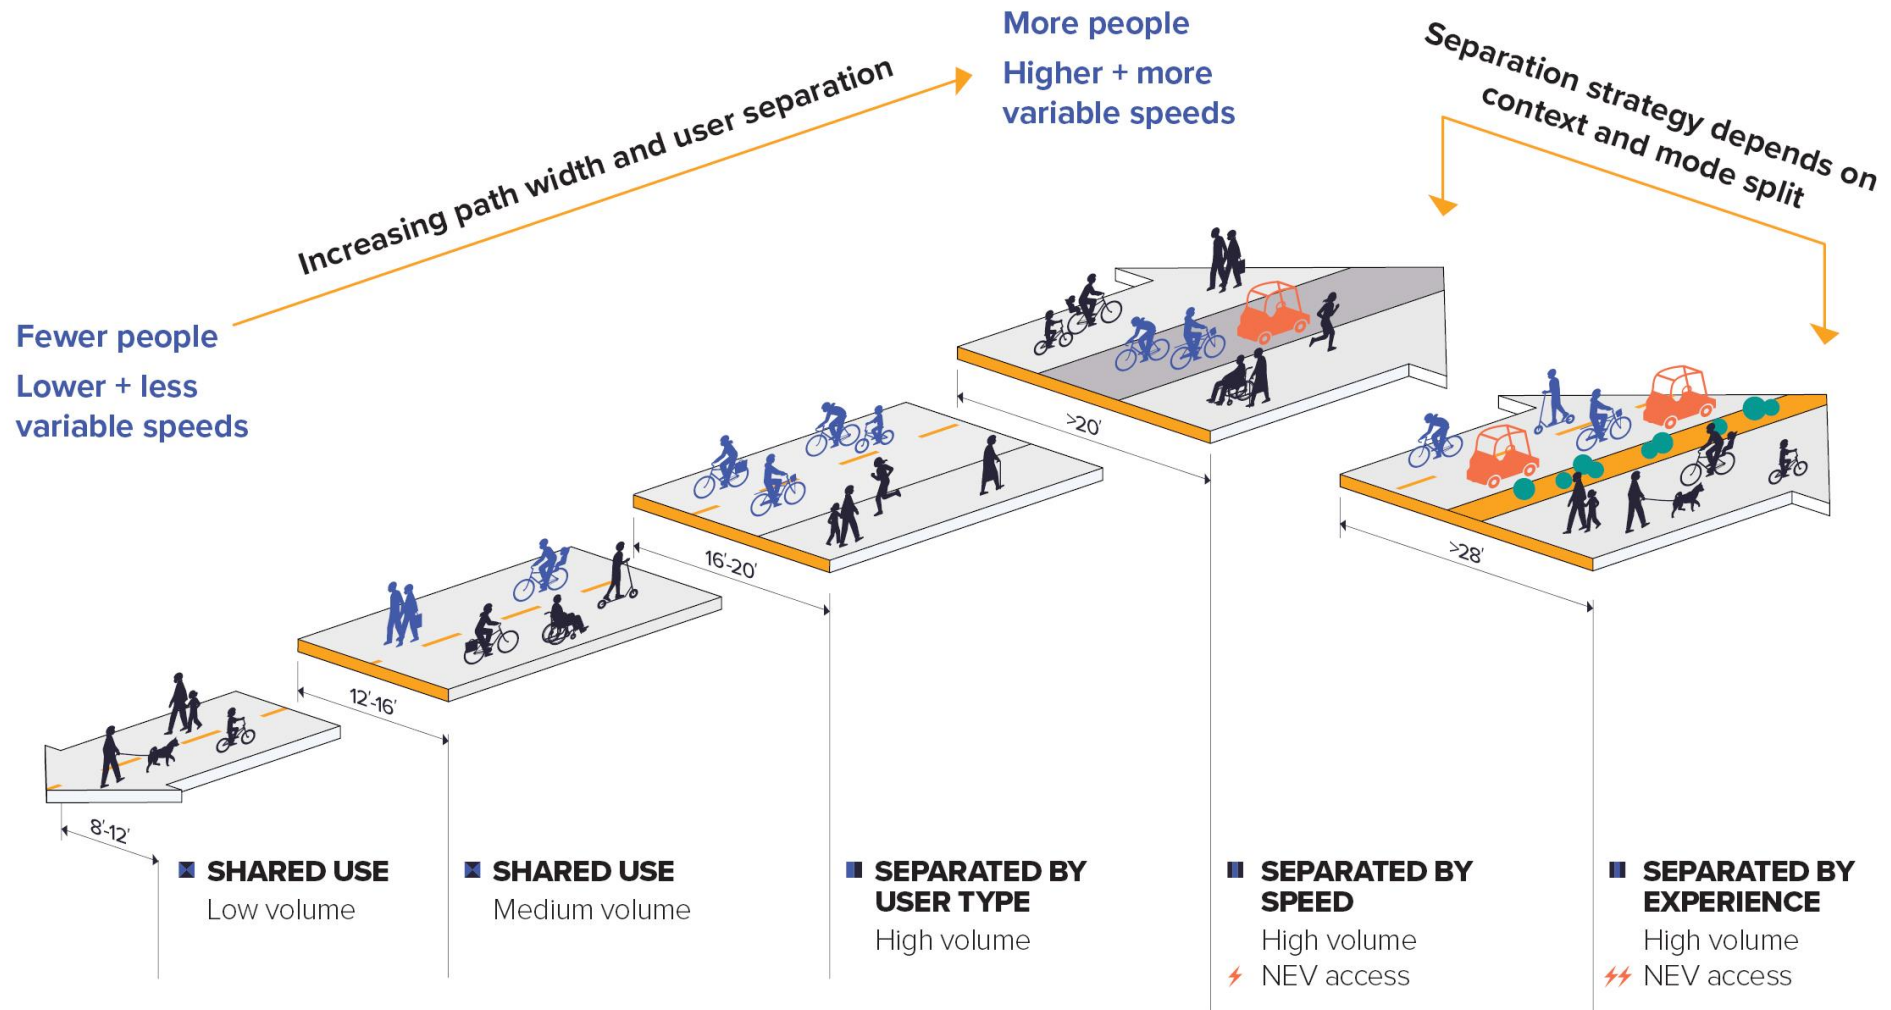 More people
Higher + more
variable speeds
Separation strategy depends on
context and mode split
Increasing path width and user separation
Fewer people
Lower + less
variable speeds
>20'
>28'
16'-20'
12'-16'
8'-12'
SHARED USE
Low volume
SHARED USE
Medium volume
SEPARATED BY
USER TYPE
High volume
SEPARATED BY
SPEED
High volume
NEV access
SEPARATED BY
EXPERIENCE
High volume
NEV access